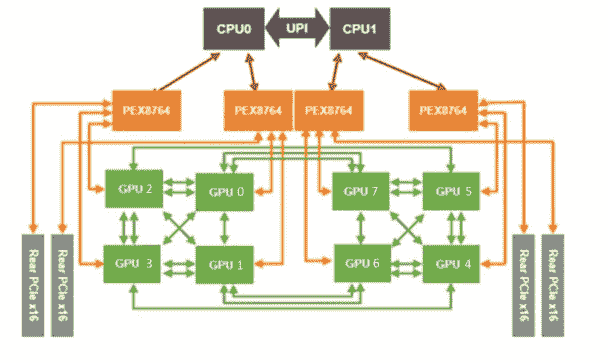 CPU0
UPI
CPU1
PEX8764
PEX8764
PEX8764
PEX8764
GPU 2
GPU 0
GPU 7
GPU 5
GPU 3
GPU 1
GPU 6
GPU 4
Rear PCie x16
Rear PCie x16
Rear PCie x16
Rear PCie x16